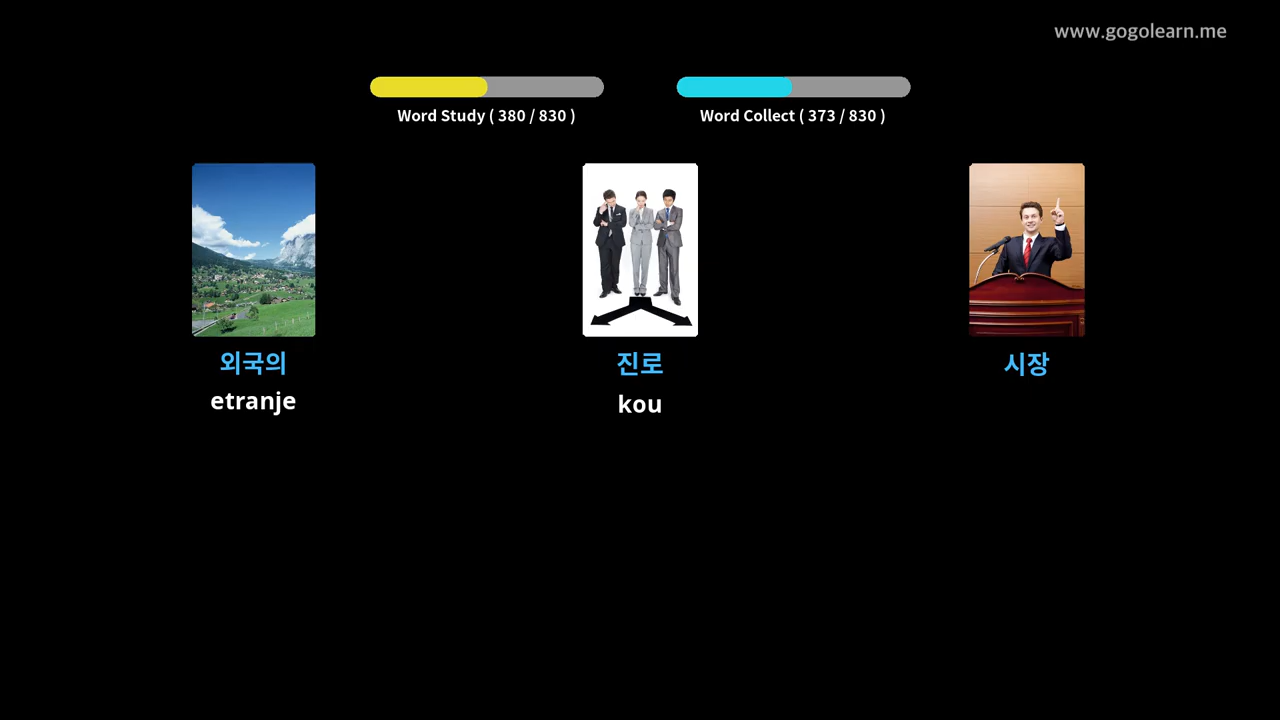 www.gogolearn.me
Word Study ( 380 / 830 )
Word Collect ( 373 / 830 )
외국의
진로
시장
etranje
kou